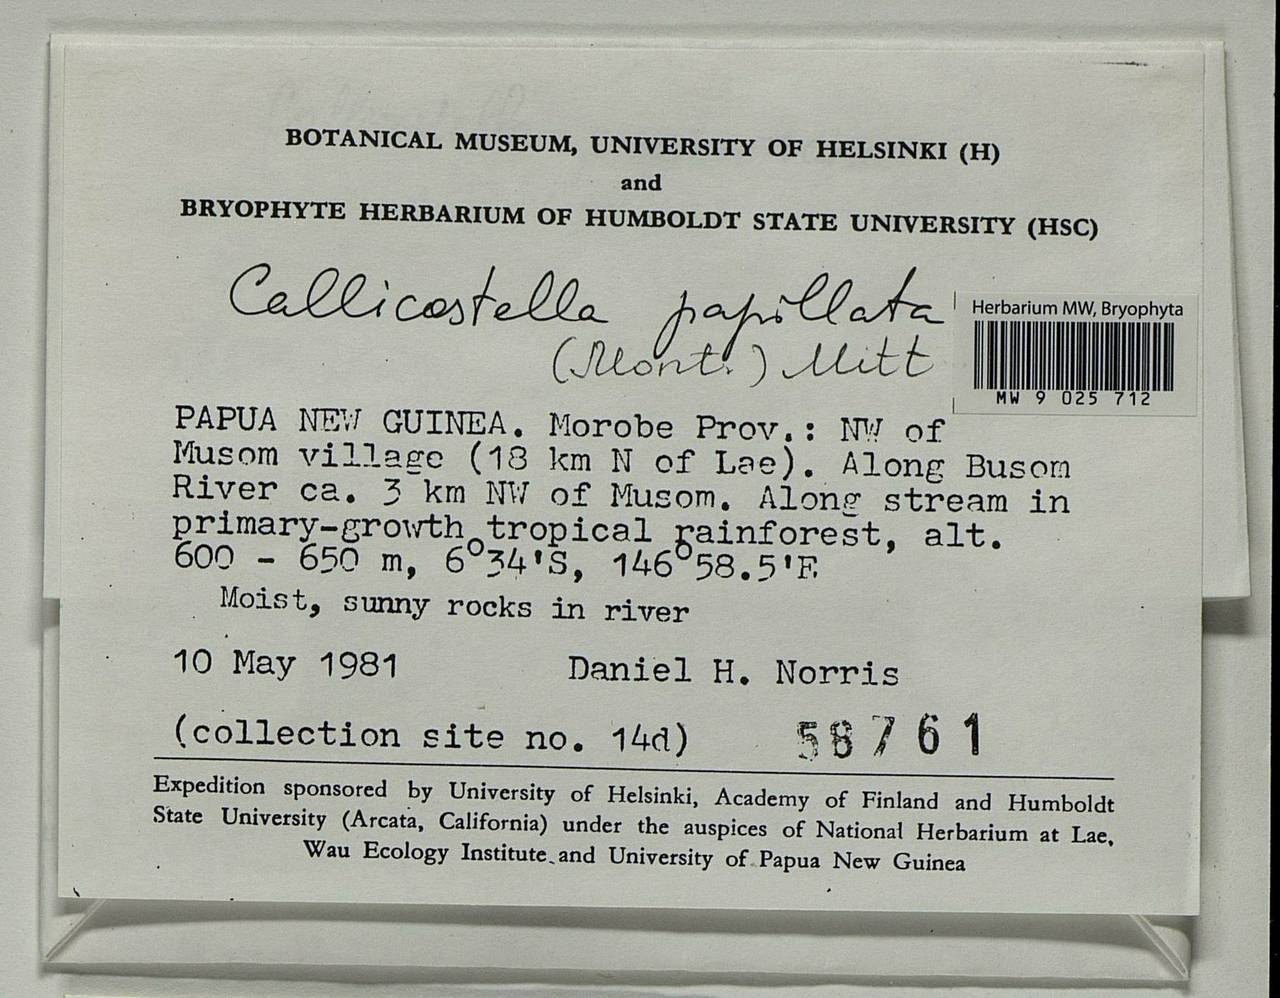 BOTANICAL MUSEUM, UNIVERSITY OF HELSINKI (H)
and
BRYOPHYTE HERBARIUM OF HUMBOLDT STATE UNIVERSITY (HSC)
Callicostella papillata
(Mont.) Mitt
Herbarium MW, Bryophyta
MW 9 025 712
PAPUA NEW GUINEA. Morobe Prov.: NW of
Musom village (18 km N of Lae). Along Busom
River ca. 3 km NW of Musom. Along stream in
primary-growth tropical rainforest, alt.
600 - 650 m, 6°34'S, 146°58.5'E
Moist, sunny rocks in river
10 May 1981 Daniel H. Norris
(collection site no. 14d) 58761
Expedition sponsored by University of Helsinki, Academy of Finland and Humboldt
State University (Arcata, California) under the auspices of National Herbarium at Lae,
Wau Ecology Institute and University of Papua New Guinea